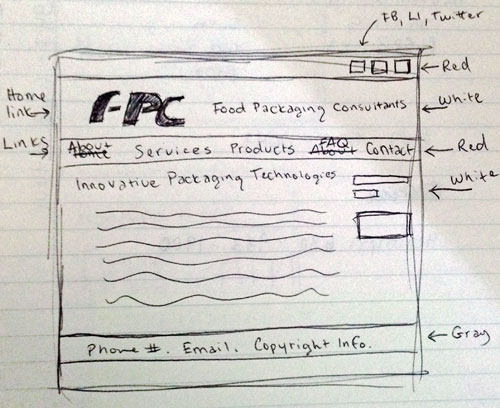 FB, LI, Twitter
Red
Home link
FPC
Food Packaging Consultants
White
Links
About Services Products FAQ Contact
Red
Innovative Packaging Technologies
White
Gray
Phone #. Email. Copyright Info.